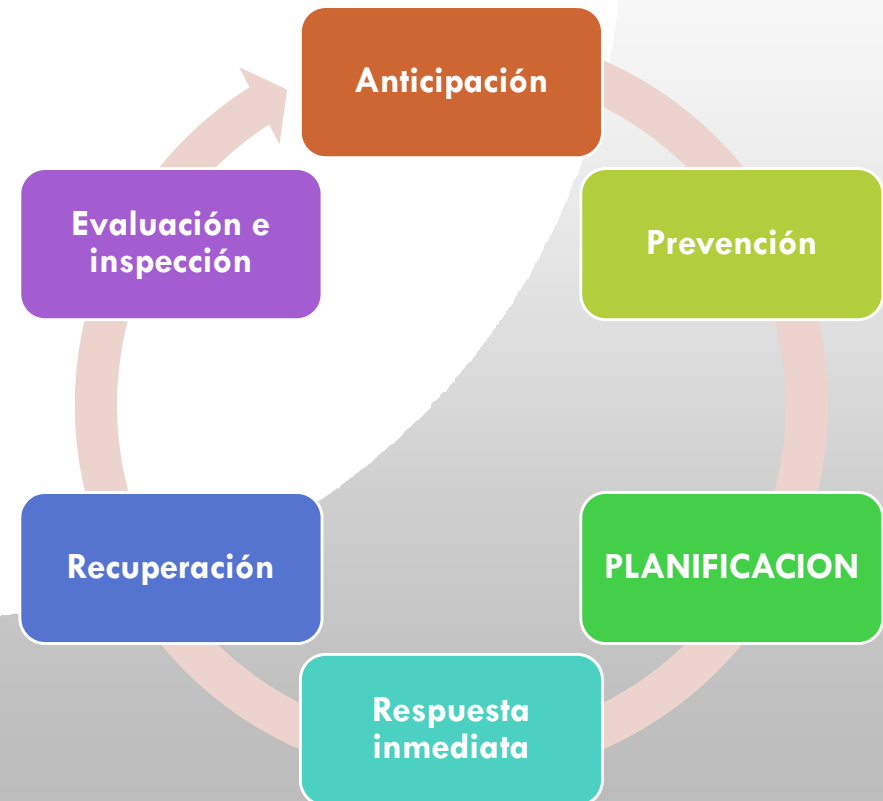 Anticipación
Prevención
PLANIFICACION
Respuesta
inmediata
Recuperación
Evaluación e
inspección